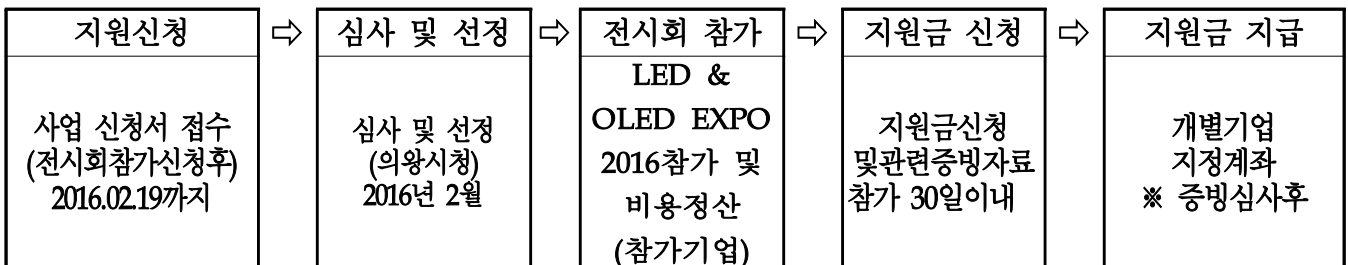 지원신청
⇨
심사 및 선정
⇨
전시회 참가
⇨
지원금 신청
⇨
지원금 지급
사업 신청서 접수
(전시회참가신청후)
2016.02.19까지
심사 및 선정
(의왕시청)
2016년 2월
LED &
OLED EXPO
2016참가 및
비용정산
(참가기업)
지원금신청
및관련증빙자료
참가 30일이내
개별기업
지정계좌
※ 증빙심사후